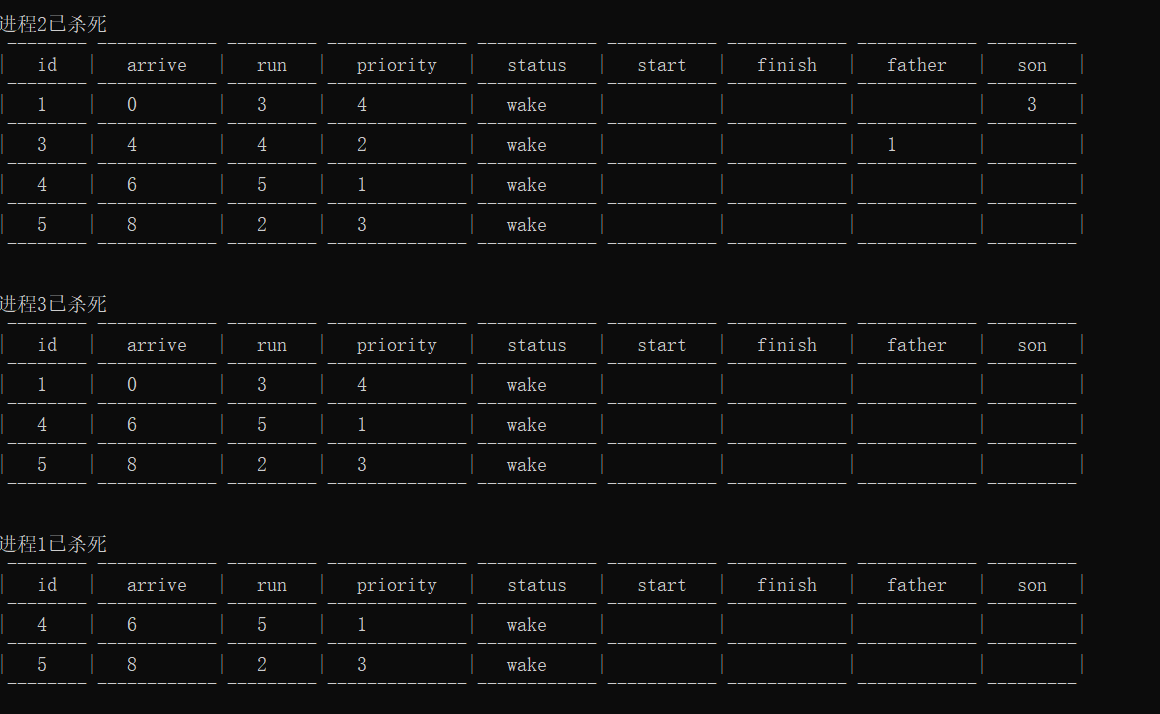 进程2已杀死
id arrive run priority status start finish father son
1 0 3 4 wake 3
3 4 4 2 wake 1
4 6 5 1 wake
5 8 2 3 wake
进程3已杀死
id arrive run priority status start finish father son
1 0 3 4 wake
4 6 5 1 wake
5 8 2 3 wake
进程1已杀死
id arrive run priority status start finish father son
4 6 5 1 wake
5 8 2 3 wake